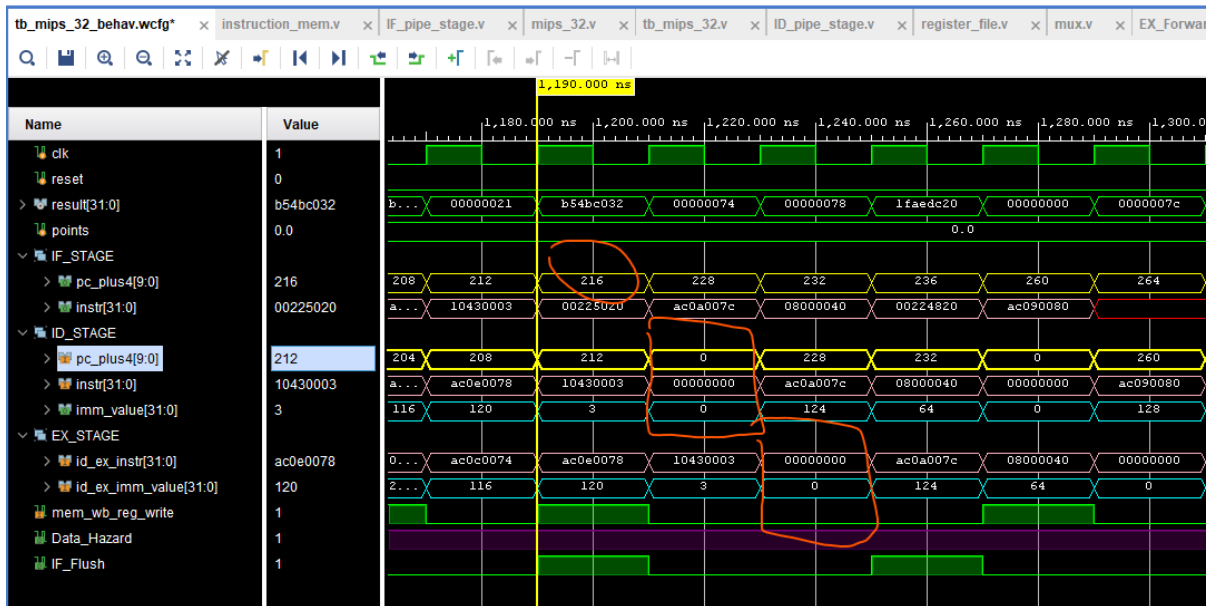 tb_mips_32_behav.wcfg* × instruction_mem.v × IF_pipe_stage.v × mips_32.v × tb_mips_32.v × ID_pipe_stage.v × register_file.v × mux.v × EX_Forwar
1,190.000 ns
Name Value
1,180.000 ns 1,200.000 ns 1,220.000 ns 1,240.000 ns 1,260.000 ns 1,280.000 ns 1,300.0
clk 1
reset 0
result[31:0] b54bc032 b... 00000021 b54bc032 00000074 00000078 1faedc20 00000000 0000007c
points 0.0 0.0
IF_STAGE
pc_plus4[9:0] 216 208 212 216 228 232 236 260 264
instr[31:0] 00225020 a... 10430003 00225020 ac0a007c 08000040 00224820 ac090080
ID_STAGE
pc_plus4[9:0] 212 204 208 212 0 228 232 0 260
instr[31:0] 10430003 a... ac0e0078 10430003 00000000 ac0a007c 08000040 00000000 ac090080
imm_value[31:0] 3 116 120 3 0 124 64 0 128
EX_STAGE
id_ex_instr[31:0] ac0e0078 0... ac0c0074 ac0e0078 10430003 00000000 ac0a007c 08000040 00000000
id_ex_imm_value[31:0] 120 2... 116 120 3 0 124 64 0
mem_wb_reg_write 1
Data_Hazard 1
IF_Flush 1